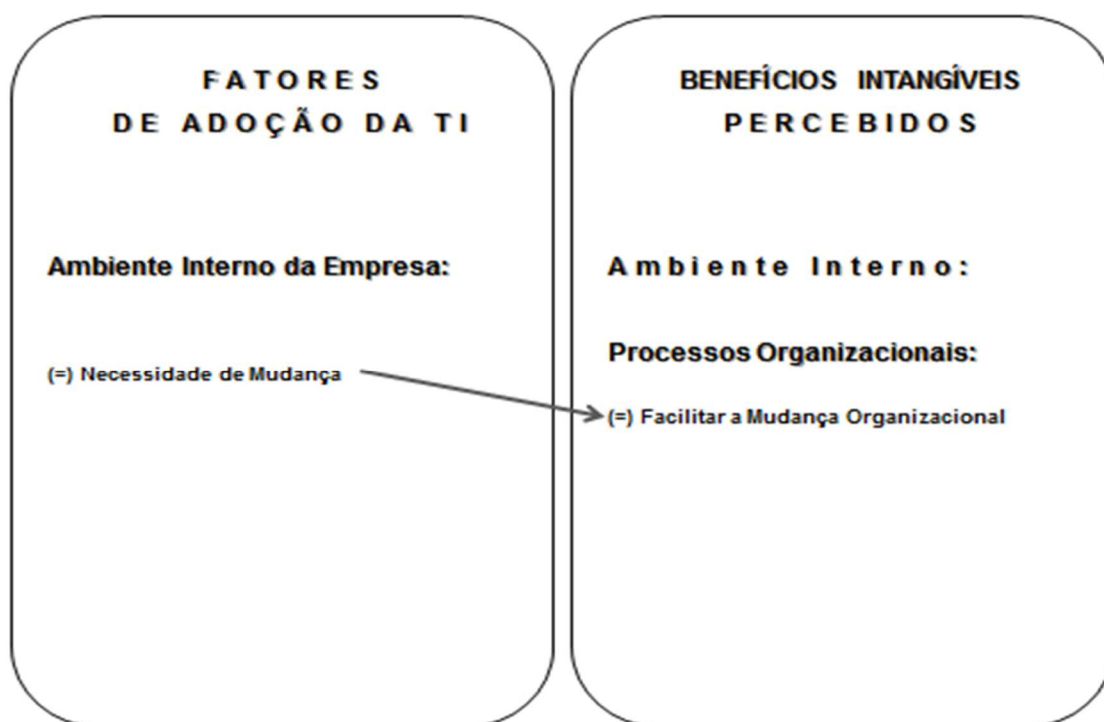 FATORES
DE ADOÇÃO DA TI
Ambiente Interno da Empresa:
(=) Necessidade de Mudança
BENEFÍCIOS INTANGÍVEIS
PERCEBIDOS
Ambiente Interno:
Processos Organizacionais:
(=) Facilitar a Mudança Organizacional